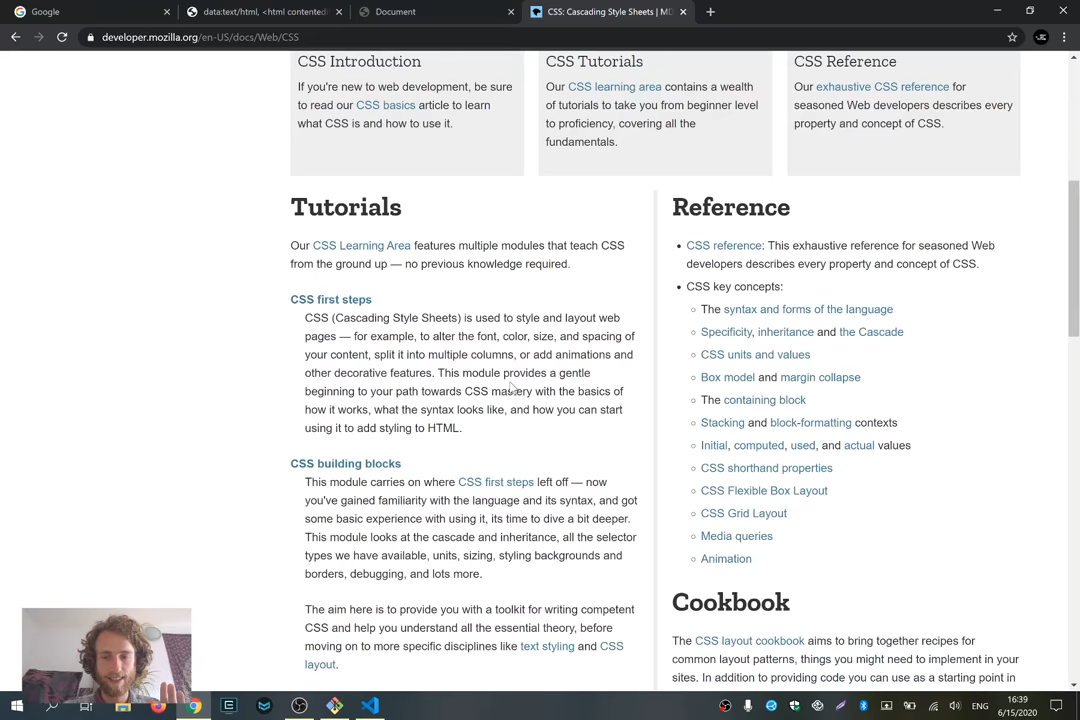 Google
data:text/html, <html contented
Document
CSS: Cascading Style Sheets | MD
developer.mozilla.org/en-US/docs/Web/CSS
CSS Introduction
If you're new to web development, be sure
to read our CSS basics article to learn
what CSS is and how to use it.
CSS Tutorials
Our CSS learning area contains a wealth
of tutorials to take you from beginner level
to proficiency, covering all the
fundamentals.
CSS Reference
Our exhaustive CSS reference for
seasoned Web developers describes every
property and concept of CSS.
Tutorials
Our CSS Learning Area features multiple modules that teach CSS
from the ground up — no previous knowledge required.
CSS first steps
CSS (Cascading Style Sheets) is used to style and layout web
pages — for example, to alter the font, color, size, and spacing of
your content, split it into multiple columns, or add animations and
other decorative features. This module provides a gentle
beginning to your path towards CSS mastery with the basics of
how it works, what the syntax looks like, and how you can start
using it to add styling to HTML.
CSS building blocks
This module carries on where CSS first steps left off — now
you've gained familiarity with the language and its syntax, and got
some basic experience with using it, its time to dive a bit deeper.
This module looks at the cascade and inheritance, all the selector
types we have available, units, sizing, styling backgrounds and
borders, debugging, and lots more.
The aim here is to provide you with a toolkit for writing competent
CSS and help you understand all the essential theory, before
moving on to more specific disciplines like text styling and CSS
layout.
Reference
CSS reference: This exhaustive reference for seasoned Web
developers describes every property and concept of CSS.
CSS key concepts:
The syntax and forms of the language
Specificity, inheritance and the Cascade
CSS units and values
Box model and margin collapse
The containing block
Stacking and block-formatting contexts
Initial, computed, used, and actual values
CSS shorthand properties
CSS Flexible Box Layout
CSS Grid Layout
Media queries
Animation
Cookbook
The CSS layout cookbook aims to bring together recipes for
common layout patterns, things you might need to implement in your
sites. In addition to providing code you can use as a starting point in
ENG
16:39
6/15/2020